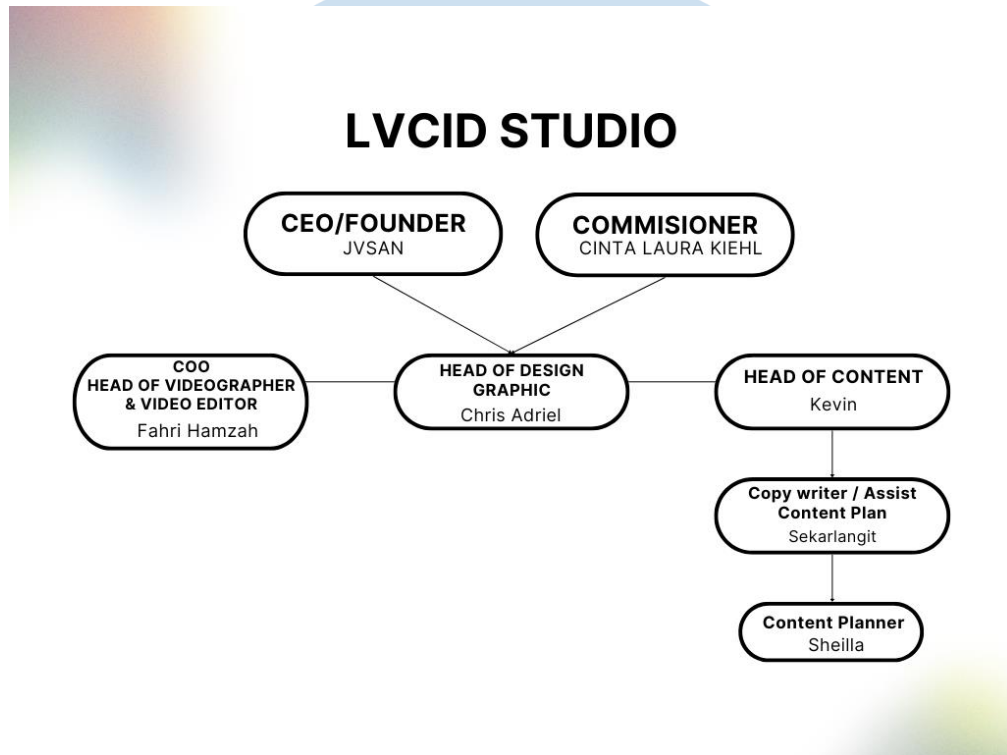 LVCID STUDIO
CEO/FOUNDER
JVSAN
COMMISIONER
CINTA LAURA KIEHL
COO
HEAD OF VIDEOGRAPHER
& VIDEO EDITOR
Fahri Hamzah
HEAD OF DESIGN
GRAPHIC
Chris Adriel
HEAD OF CONTENT
Kevin
Copy writer / Assist
Content Plan
Sekarlangit
Content Planner
Sheilla